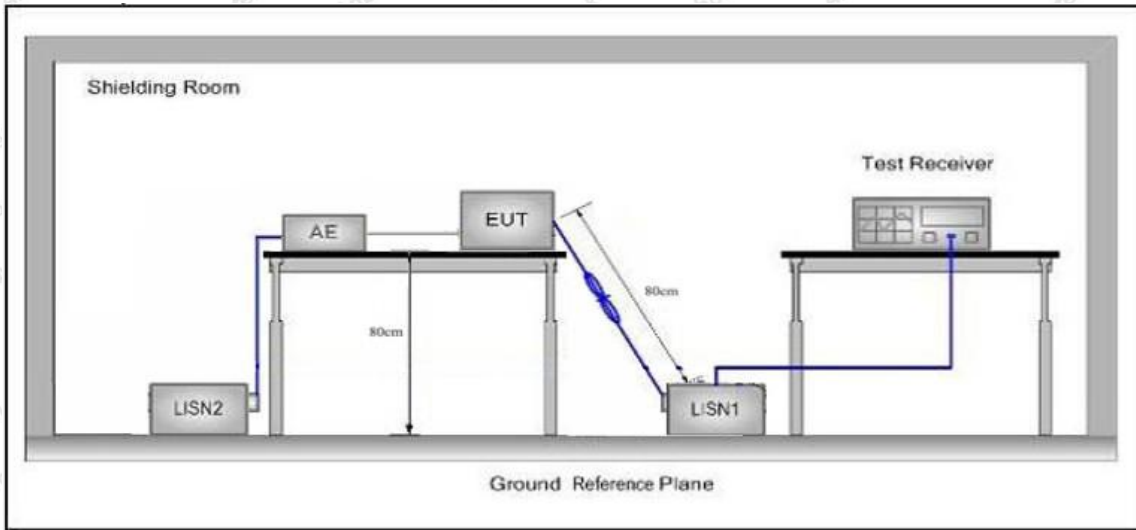 Shielding Room
Test Receiver
AE
EUT
80cm
80cm
LISN2
LISN1
Ground Reference Plane